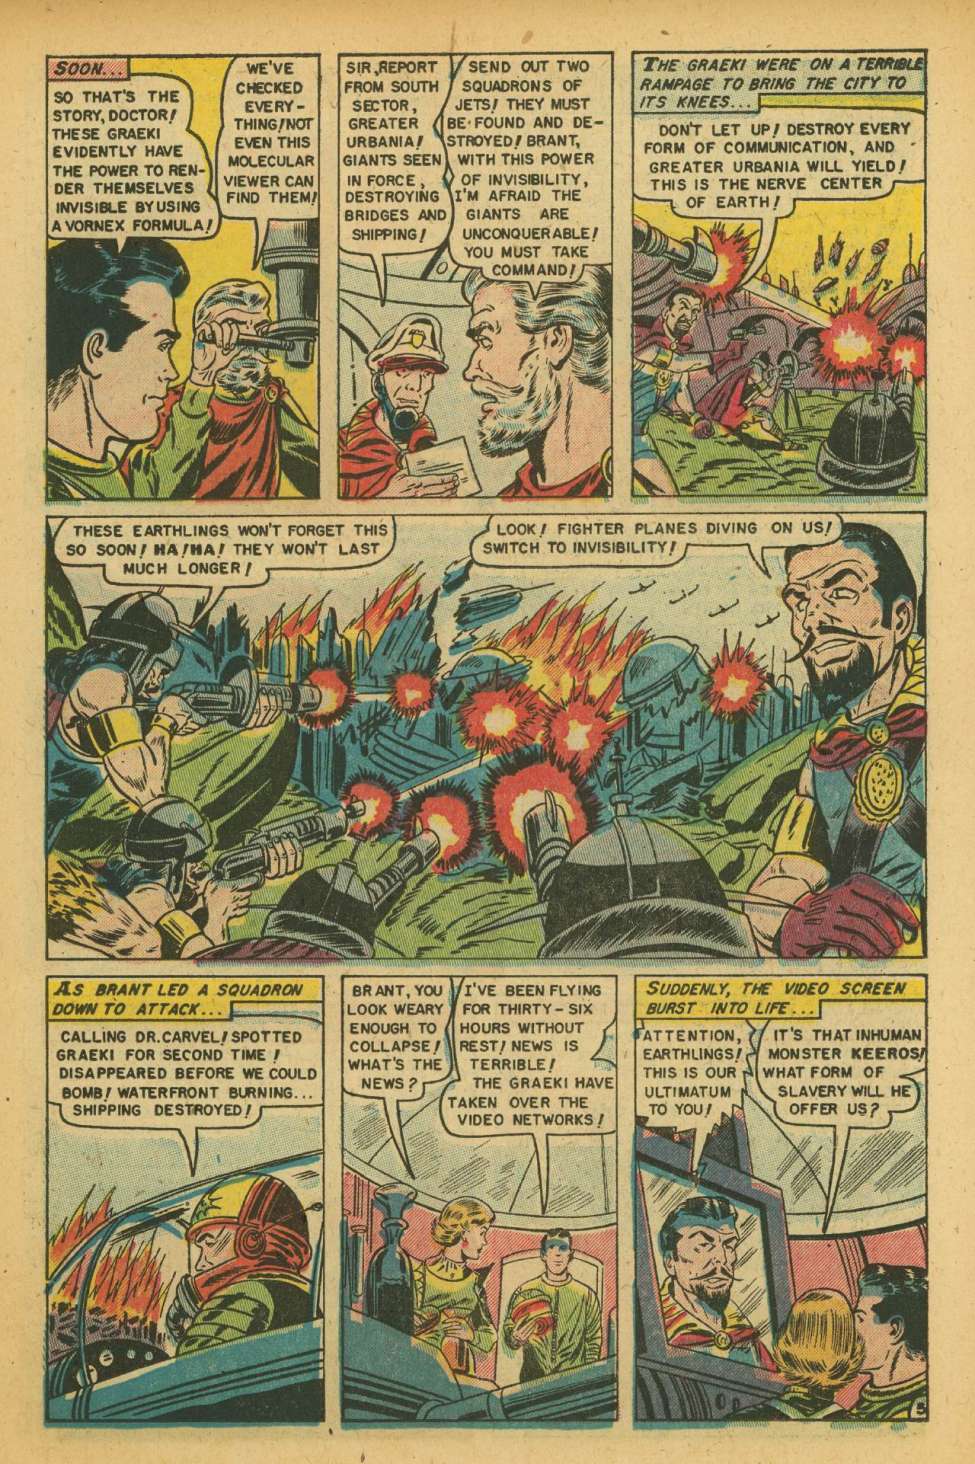 SOON...
SO THAT'S THE
STORY, DOCTOR!
THESE GRAEKI
EVIDENTLY HAVE
THE POWER TO REN-
DER THEMSELVES
INVISIBLE BY USING
A VORNEX FORMULA!
WE'VE
CHECKED
EVERY-
THING! NOT
EVEN THIS
MOLECULAR
VIEWER CAN
FIND THEM!
SIR, REPORT
FROM SOUTH
SECTOR,
GREATER
URBANIA!
GIANTS SEEN
IN FORCE,
DESTROYING
BRIDGES AND
SHIPPING!
SEND OUT TWO
SQUADRONS OF
JETS! THEY MUST
BE FOUND AND DE-
STROYED! BRANT,
WITH THIS POWER
OF INVISIBILITY,
I'M AFRAID THE
GIANTS ARE
UNCONQUERABLE!
YOU MUST TAKE
COMMAND!
THE GRAEKI WERE ON A TERRIBLE
RAMPAGE TO BRING THE CITY TO
ITS KNEES...
DON'T LET UP! DESTROY EVERY
FORM OF COMMUNICATION, AND
GREATER URBANIA WILL YIELD!
THIS IS THE NERVE CENTER
OF EARTH!
THESE EARTHLINGS WON'T FORGET THIS
SO SOON! HA! HA! THEY WON'T LAST
MUCH LONGER!
LOOK! FIGHTER PLANES DIVING ON US!
SWITCH TO INVISIBILITY!
AS BRANT LED A SQUADRON
DOWN TO ATTACK...
CALLING DR. CARVEL! SPOTTED
GRAEKI FOR SECOND TIME!
DISAPPEARED BEFORE WE COULD
BOMB! WATERFRONT BURNING...
SHIPPING DESTROYED!
BRANT, YOU
LOOK WEARY
ENOUGH TO
COLLAPSE!
WHAT'S THE
NEWS?
I'VE BEEN FLYING
FOR THIRTY-SIX
HOURS WITHOUT
REST! NEWS IS
TERRIBLE!
THE GRAEKI HAVE
TAKEN OVER THE
VIDEO NETWORKS!
SUDDENLY, THE VIDEO SCREEN
BURST INTO LIFE...
ATTENTION,
EARTHLINGS!
THIS IS OUR
ULTIMATUM
TO YOU!
IT'S THAT INHUMAN
MONSTER KEEROS!
WHAT FORM OF
SLAVERY WILL HE
OFFER US?
5